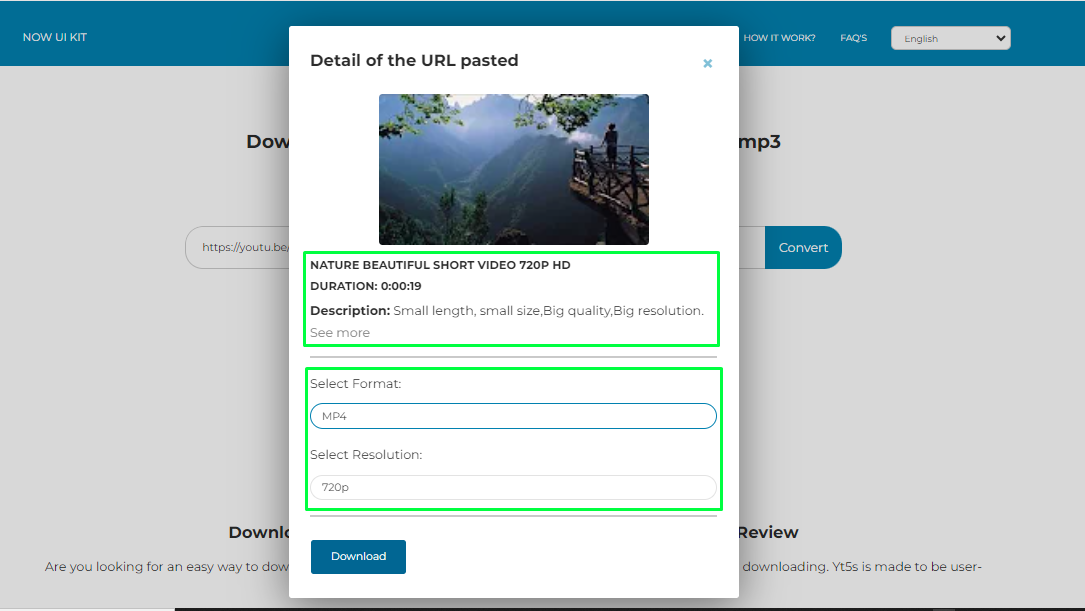 NOW UI KIT
HOW IT WORK?
FAQ'S
English
Detail of the URL pasted
×
Dow
mp3
https://youtu.be/
Convert
NATURE BEAUTIFUL SHORT VIDEO 720P HD
DURATION: 0:00:19
Description: Small length, small size,Big quality,Big resolution.
See more
Select Format:
MP4
Select Resolution:
720p
Downlo
Review
Are you looking for an easy way to dow
downloading. Yt5s is made to be user-
Download